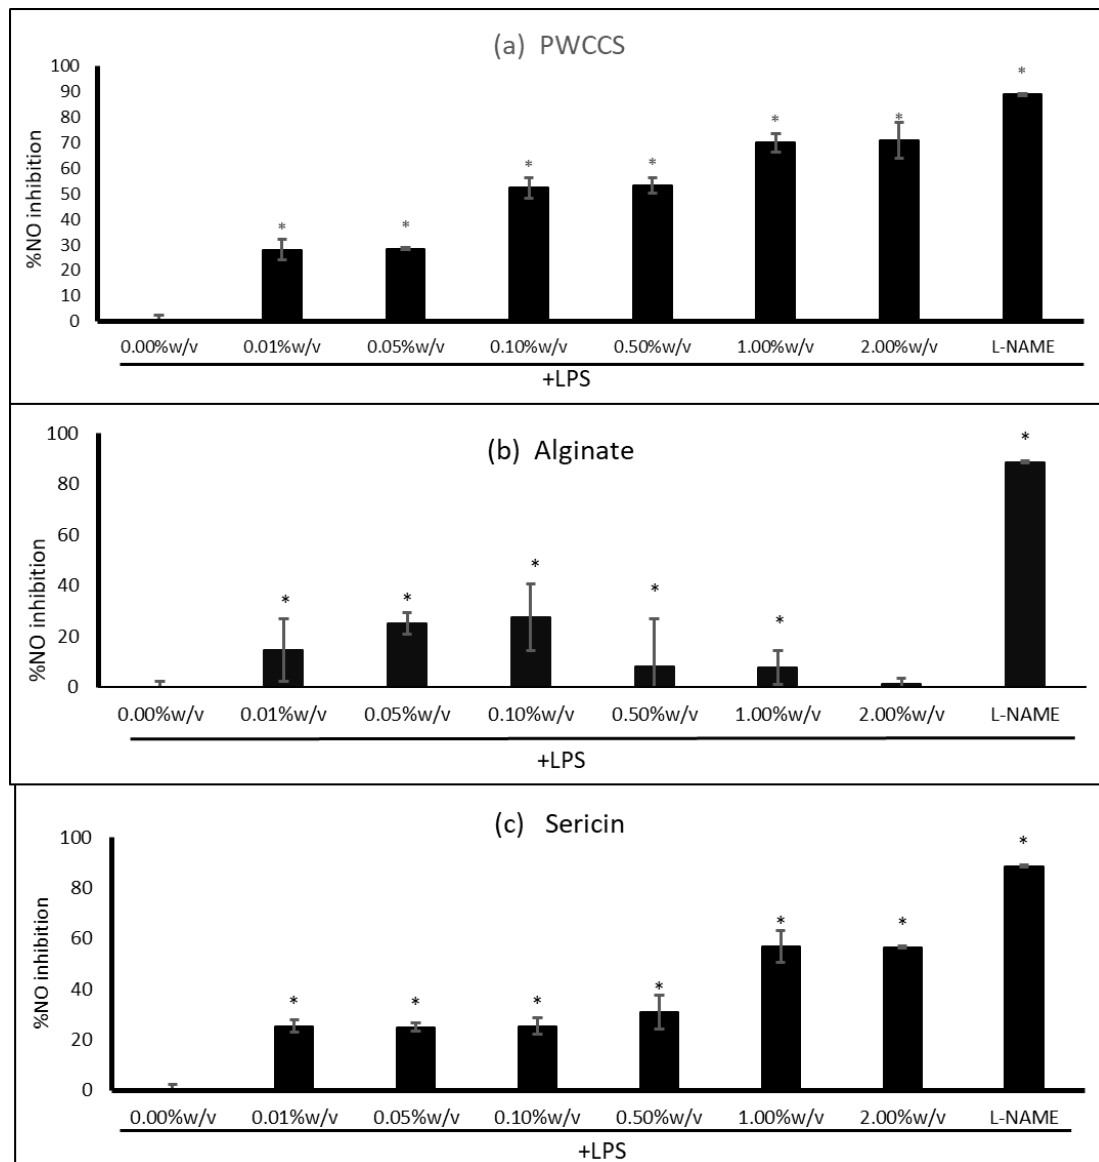 (a) PWCCS
%NO inhibition
100
90
80
70
60
50
40
30
20
10
0
* * * * * * *
0.00%w/v 0.01%w/v 0.05%w/v 0.10%w/v 0.50%w/v 1.00%w/v 2.00%w/v L-NAME
+LPS
(b) Alginate
%NO inhibition
100
80
60
40
20
0
* * * * * *
0.00%w/v 0.01%w/v 0.05%w/v 0.10%w/v 0.50%w/v 1.00%w/v 2.00%w/v L-NAME
+LPS
(c) Sericin
%NO inhibition
100
80
60
40
20
0
* * * * * * *
0.00%w/v 0.01%w/v 0.05%w/v 0.10%w/v 0.50%w/v 1.00%w/v 2.00%w/v L-NAME
+LPS